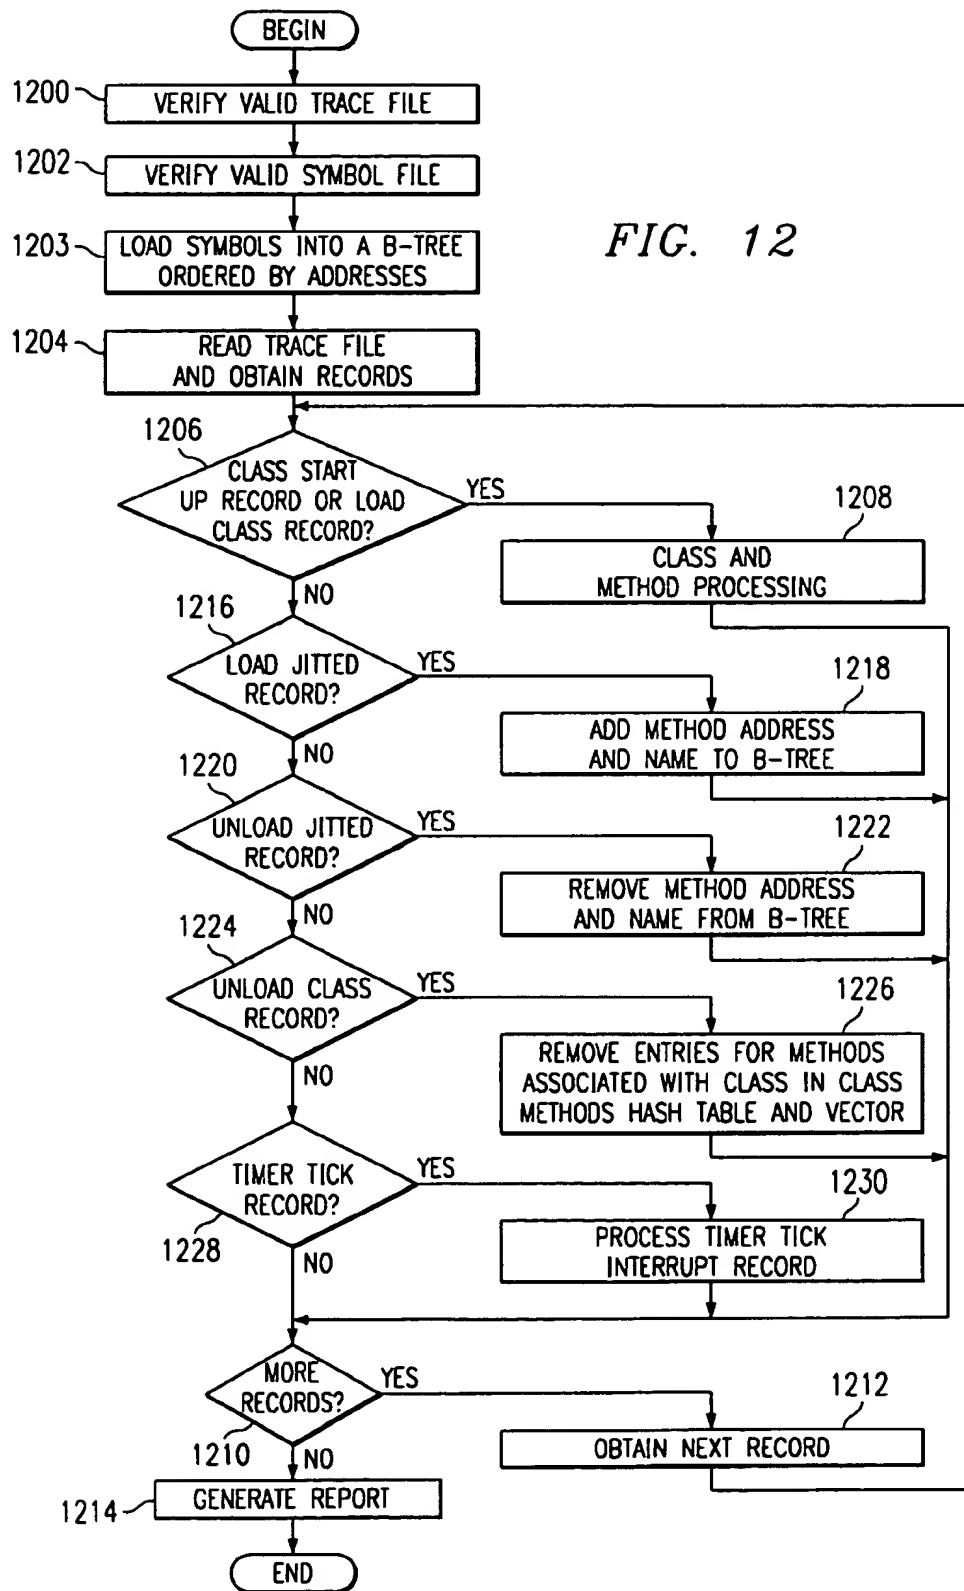 BEGIN
1200
VERIFY VALID TRACE FILE
1202
VERIFY VALID SYMBOL FILE
1203
LOAD SYMBOLS INTO A B-TREE
ORDERED BY ADDRESSES
FIG. 12
1204
READ TRACE FILE
AND OBTAIN RECORDS
1206
CLASS START
UP RECORD OR LOAD
CLASS RECORD?
YES
1208
CLASS AND
METHOD PROCESSING
NO
1216
LOAD JITTED
RECORD?
YES
1218
ADD METHOD ADDRESS
AND NAME TO B-TREE
NO
1220
UNLOAD JITTED
RECORD?
YES
1222
REMOVE METHOD ADDRESS
AND NAME FROM B-TREE
NO
1224
UNLOAD CLASS
RECORD?
YES
1226
REMOVE ENTRIES FOR METHODS
ASSOCIATED WITH CLASS IN CLASS
METHODS HASH TABLE AND VECTOR
NO
TIMER TICK
RECORD?
YES
1228
1230
PROCESS TIMER TICK
INTERRUPT RECORD
NO
MORE
RECORDS?
YES
1210
1212
OBTAIN NEXT RECORD
NO
1214
GENERATE REPORT
END